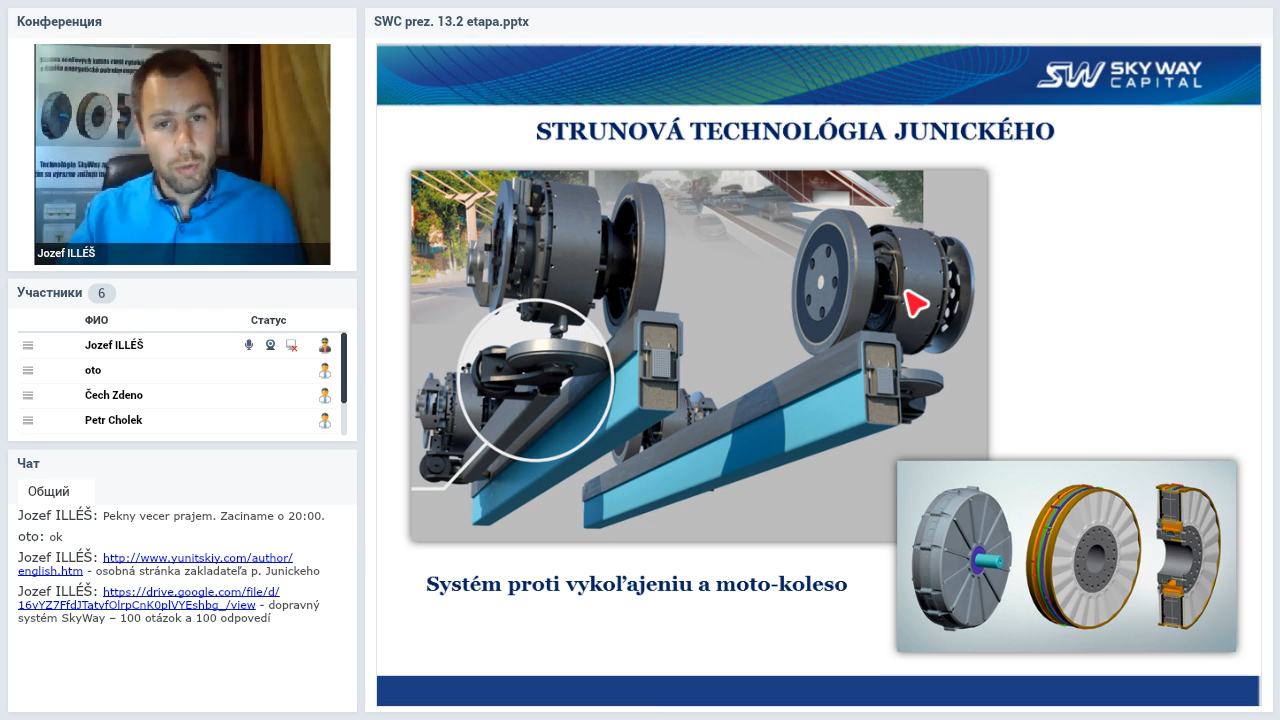 Конференция
Jozef ILLÉŠ
Участники 6
ФИО Статус
Jozef ILLÉŠ
oto
Čech Zdeno
Petr Cholek
Чат
Общий
Jozef ILLÉŠ: Pekny vecer prajem. Zaciname o 20:00.
oto: ok
Jozef ILLÉŠ: http://www.yunitskiy.com/author/
english.htm - osobná stránka zakladateľa p. Junickeho
Jozef ILLÉŠ: https://drive.google.com/file/d/
16vYZ7FfdJTatvfOlrpCnK0plVYEshbg_/view - dopravný
systém SkyWay – 100 otázok a 100 odpovedí
SWC prez. 13.2 etapa.pptx
SW SKY WAY
CAPITAL
STRUNOVÁ TECHNOLÓGIA JUNICKÉHO
Systém proti vykoľajeniu a moto-koleso